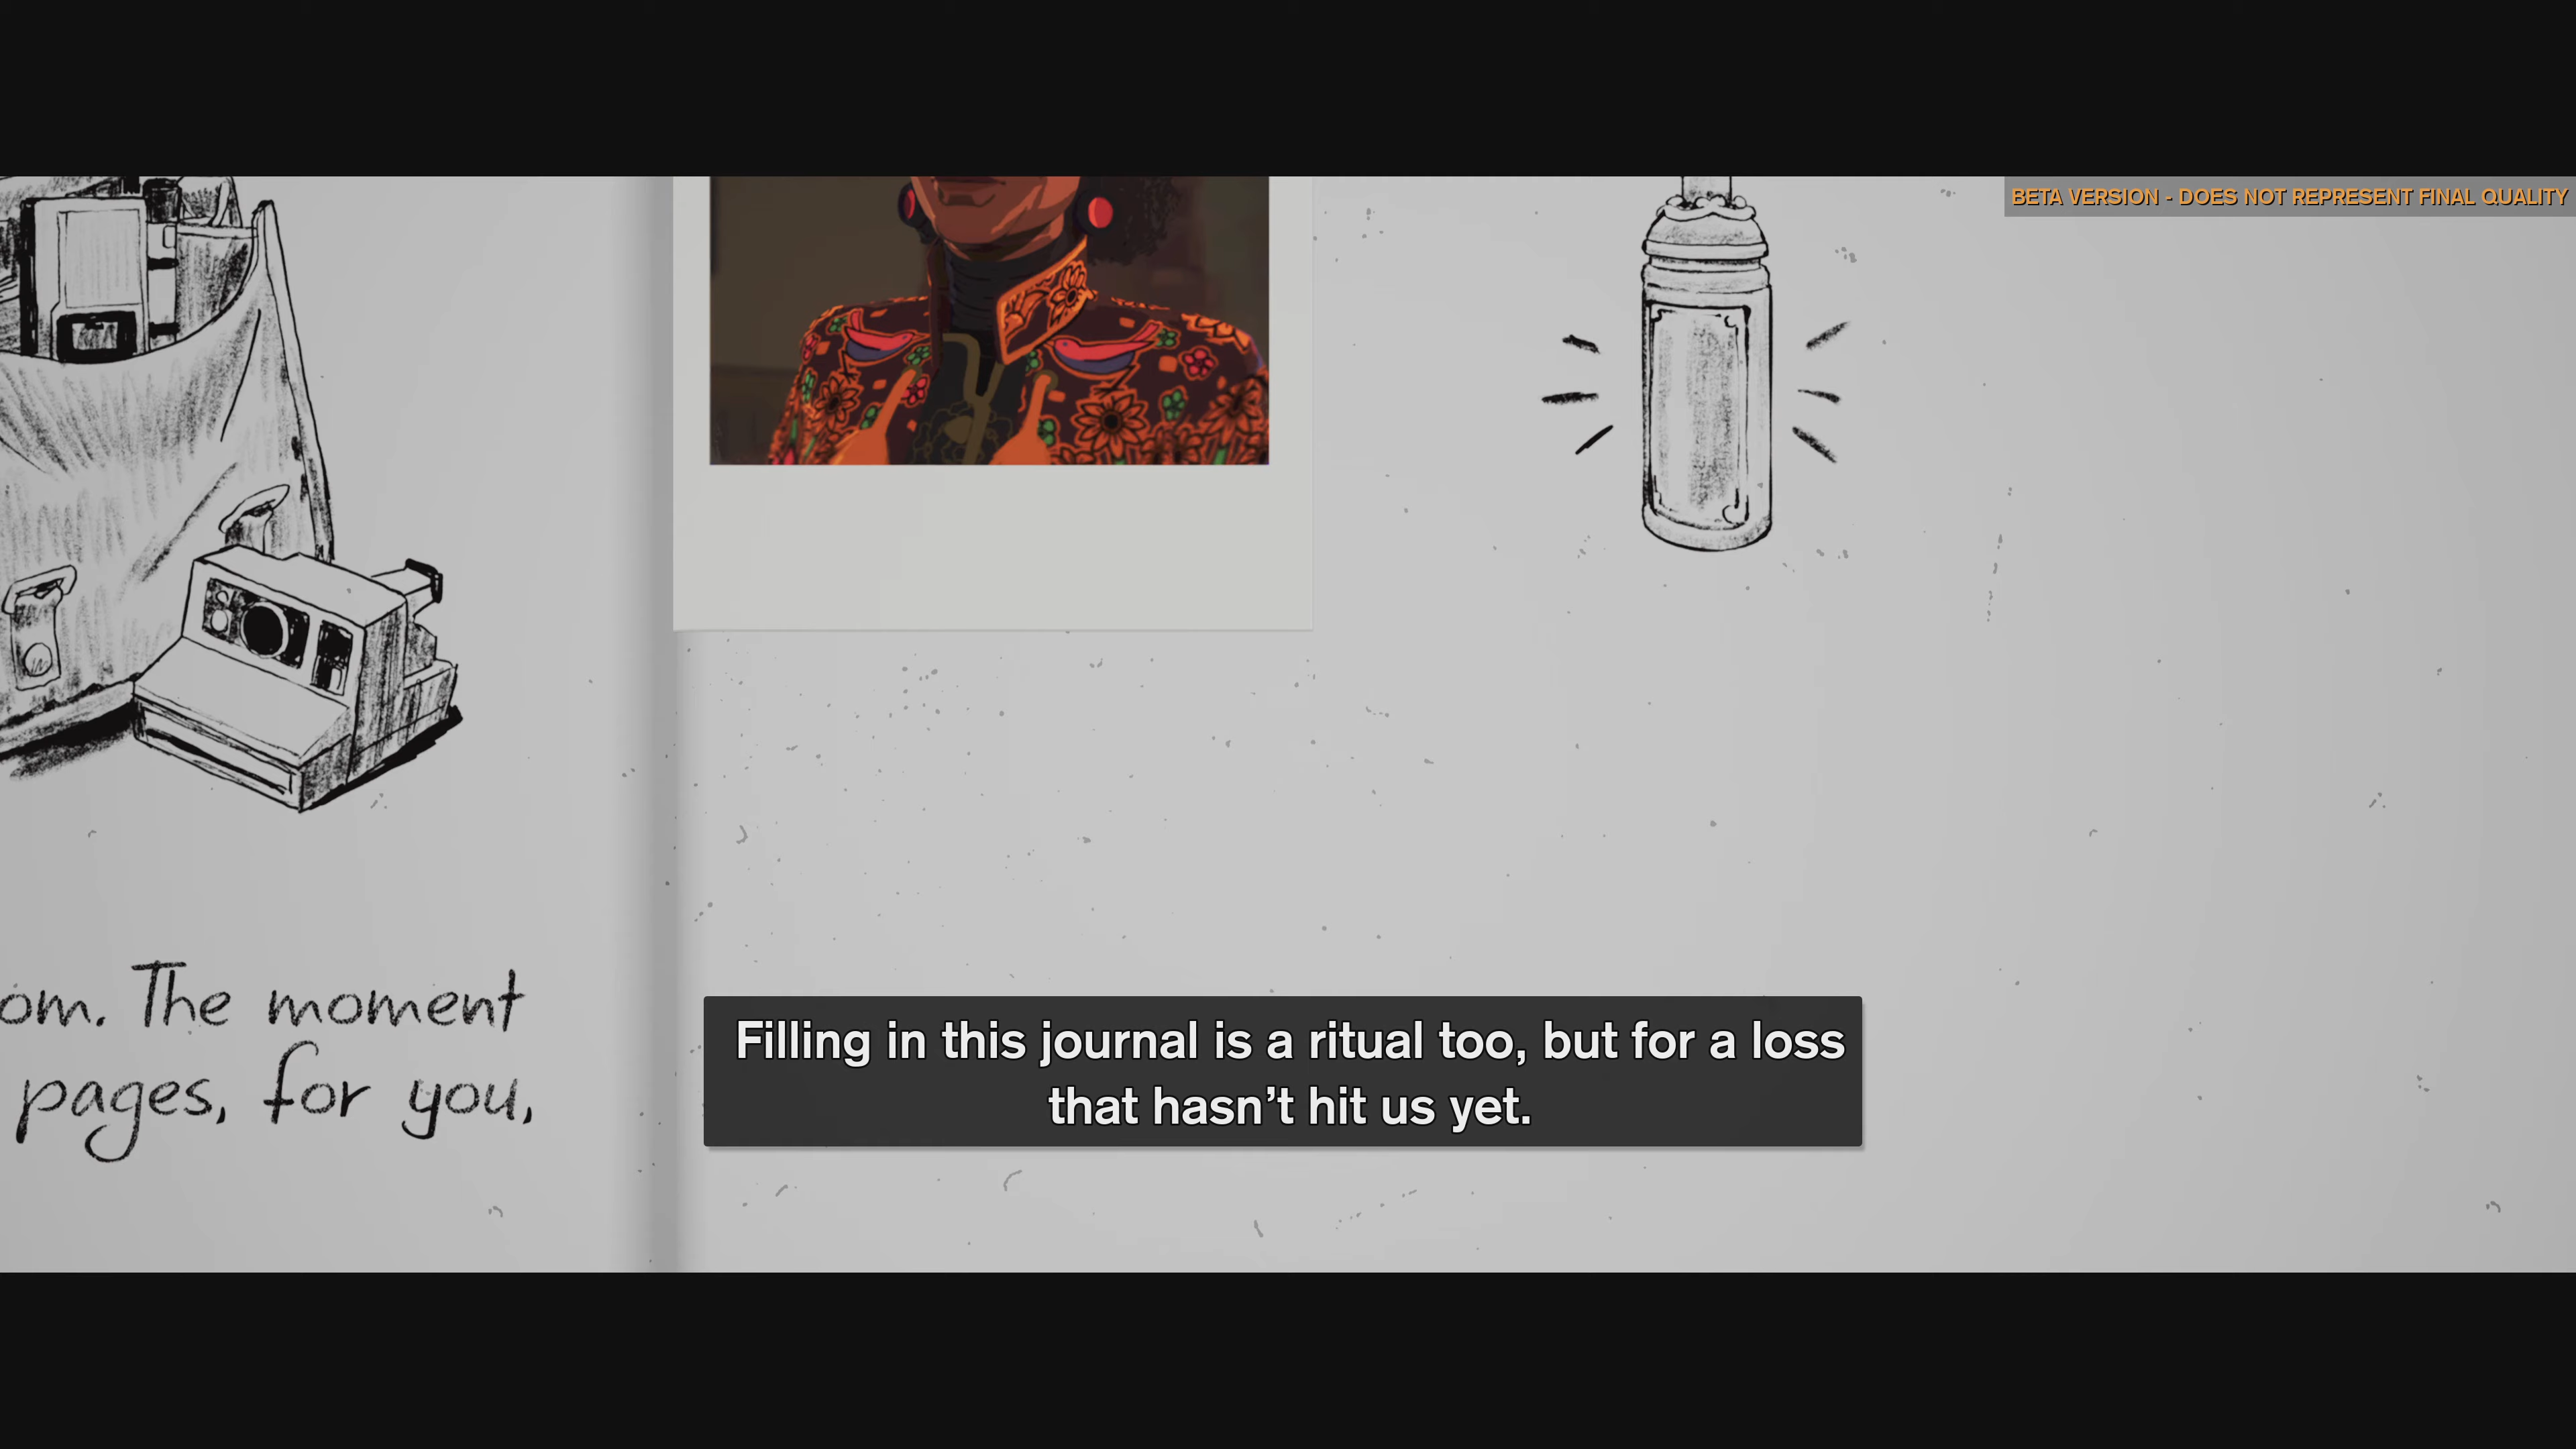 BETA VERSION - DOES NOT REPRESENT FINAL QUALITY
om. The moment
pages, for you,
Filling in this journal is a ritual too, but for a loss
that hasn't hit us yet.